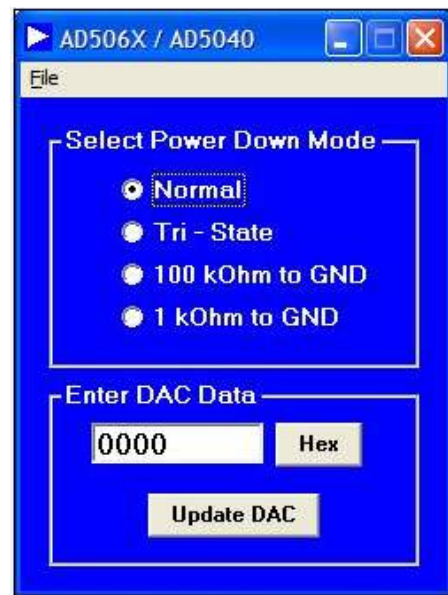 AD506X / AD5040
File
Select Power Down Mode
Normal
Tri - State
100 kOhm to GND
1 kOhm to GND
Enter DAC Data
0000 Hex
Update DAC